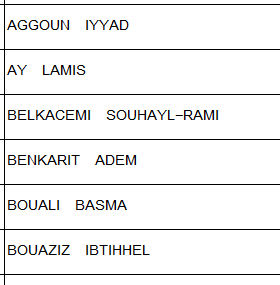 AGGOUN IYYAD
AY LAMIS
BELKACEMI SOUHAYL-RAMI
BENKARIT ADEM
BOUALI BASMA
BOUAZIZ IBTIHHEL